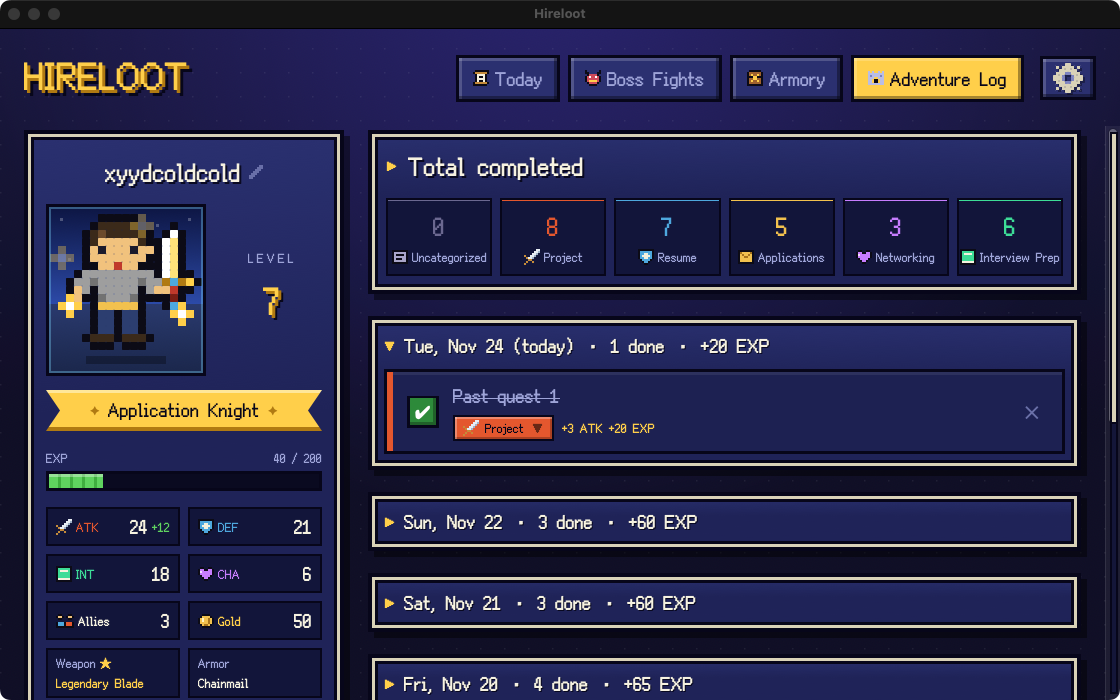 Hireloot
HIRELOOT
Today
Boss Fights
Armory
Adventure Log
xyydcoldcold
LEVEL
7
Application Knight
EXP 40 / 200
ATK 24 +12
DEF 21
INT 18
CHA 6
Allies 3
Gold 50
Weapon
Legendary Blade
Armor
Chainmail
Total completed
0
Uncategorized
8
Project
7
Resume
5
Applications
3
Networking
6
Interview Prep
Tue, Nov 24 (today) · 1 done · +20 EXP
Past quest 1
Project ▼ +3 ATK +20 EXP
Sun, Nov 22 · 3 done · +60 EXP
Sat, Nov 21 · 3 done · +60 EXP
Fri, Nov 20 · 4 done · +65 EXP